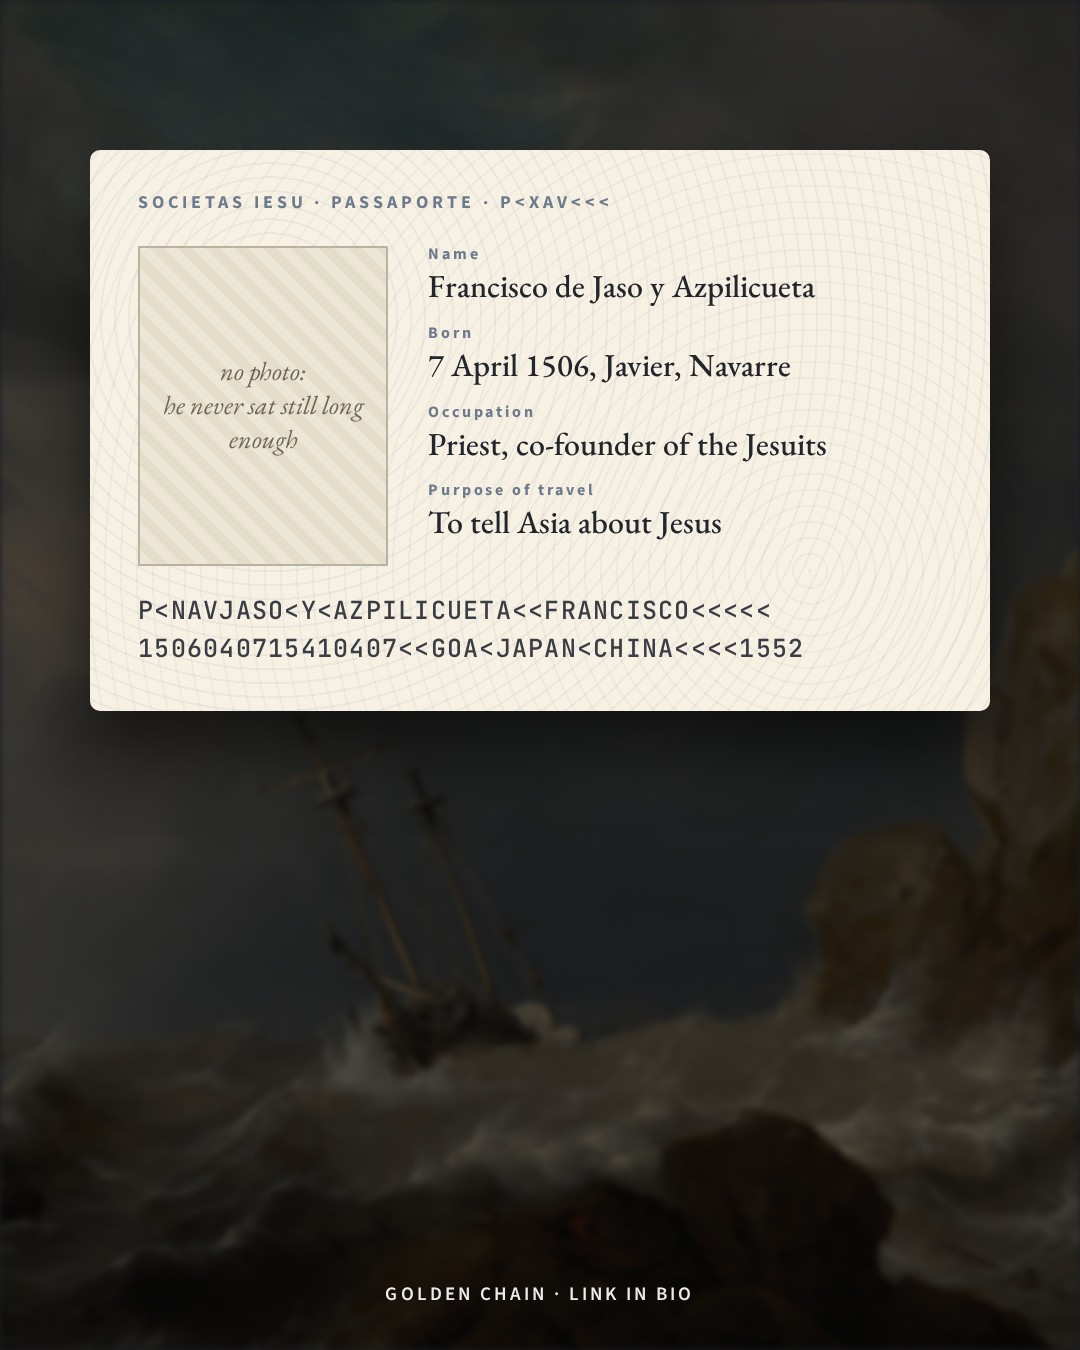 SOCIETAS IESU · PASSAPORTE · P<XAV<<<
no photo:
he never sat still long
enough
Name
Francisco de Jaso y Azpilicueta
Born
7 April 1506, Javier, Navarre
Occupation
Priest, co-founder of the Jesuits
Purpose of travel
To tell Asia about Jesus
P<NAVJASO<Y<AZPILICUETA<<FRANCISCO<<<<<
1506040715410407<<GOA<JAPAN<CHINA<<<<1552
GOLDEN CHAIN · LINK IN BIO